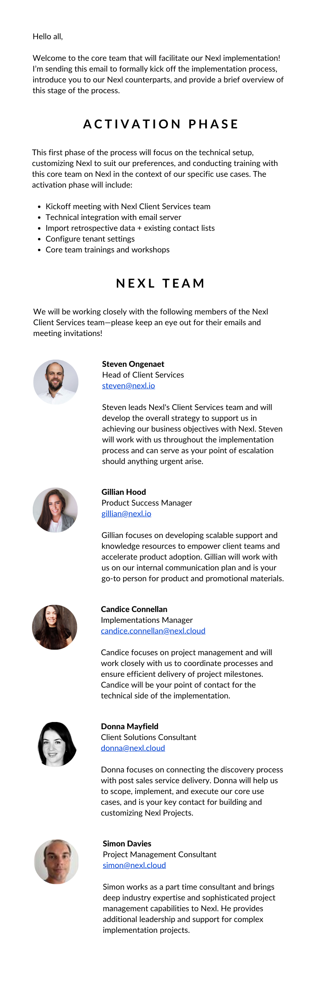 Hello all,
Welcome to the core team that will facilitate our Nexl implementation!
I’m sending this email to formally kick off the implementation process,
introduce you to our Nexl counterparts, and provide a brief overview of
this stage of the process.
ACTIVATION PHASE
This first phase of the process will focus on the technical setup,
customizing Nexl to suit our preferences, and conducting training with
this core team on Nexl in the context of our specific use cases. The
activation phase will include:
• Kickoff meeting with Nexl Client Services team
• Technical integration with email server
• Import retrospective data + existing contact lists
• Configure tenant settings
• Core team trainings and workshops
NEXL TEAM
We will be working closely with the following members of the Nexl
Client Services team—please keep an eye out for their emails and
meeting invitations!
Steven Ongenaet
Head of Client Services
steven@nexl.io
Steven leads Nexl's Client Services team and will
develop the overall strategy to support us in
achieving our business objectives with Nexl. Steven
will work with us throughout the implementation
process and can serve as your point of escalation
should anything urgent arise.
Gillian Hood
Product Success Manager
gillian@nexl.io
Gillian focuses on developing scalable support and
knowledge resources to empower client teams and
accelerate product adoption. Gillian will work with
us on our internal communication plan and is your
go-to person for product and promotional materials.
Candice Connellan
Implementations Manager
candice.connellan@nexl.cloud
Candice focuses on project management and will
work closely with us to coordinate processes and
ensure efficient delivery of project milestones.
Candice will be your point of contact for the
technical side of the implementation.
Donna Mayfield
Client Solutions Consultant
donna@nexl.cloud
Donna focuses on connecting the discovery process
with post sales service delivery. Donna will help us
to scope, implement, and execute our core use
cases, and is your key contact for building and
customizing Nexl Projects.
Simon Davies
Project Management Consultant
simon@nexl.cloud
Simon works as a part time consultant and brings
deep industry expertise and sophisticated project
management capabilities to Nexl. He provides
additional leadership and support for complex
implementation projects.